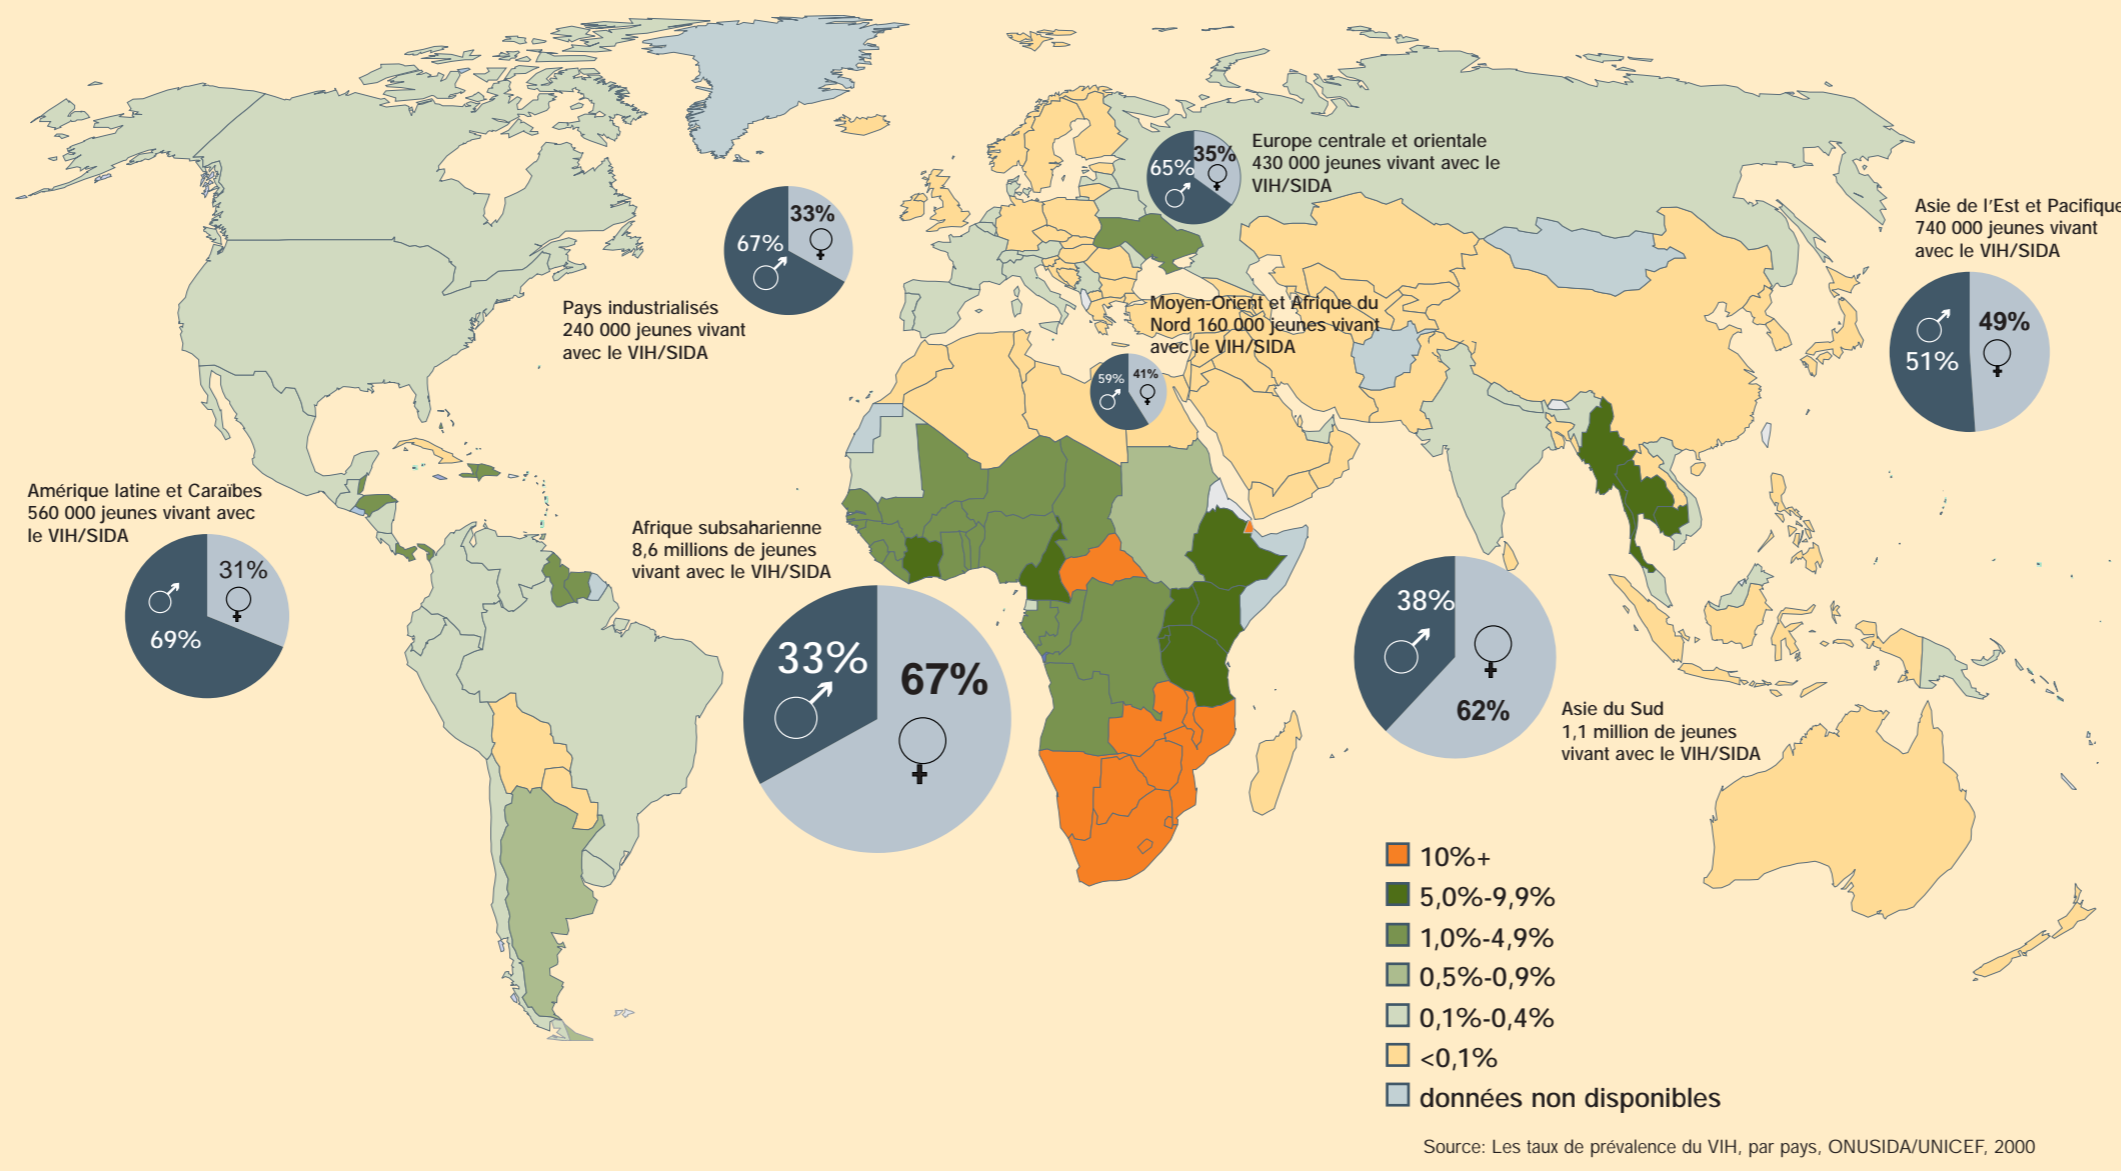 Europe centrale et orientale
430 000 jeunes vivant avec le
VIH/SIDA
65%
35%
Asie de l'Est et Pacifique
740 000 jeunes vivant
avec le VIH/SIDA
51%
49%
33%
67%
Pays industrialisés
240 000 jeunes vivant
avec le VIH/SIDA
Moyen-Orient et Afrique du
Nord 160 000 jeunes vivant
avec le VIH/SIDA
59%
41%
Amérique latine et Caraïbes
560 000 jeunes vivant avec
le VIH/SIDA
31%
69%
Afrique subsaharienne
8,6 millions de jeunes
vivant avec le VIH/SIDA
33%
67%
38%
62%
Asie du Sud
1,1 million de jeunes
vivant avec le VIH/SIDA
10%+
5,0%-9,9%
1,0%-4,9%
0,5%-0,9%
0,1%-0,4%
<0,1%
données non disponibles
Source: Les taux de prévalence du VIH, par pays, ONUSIDA/UNICEF, 2000